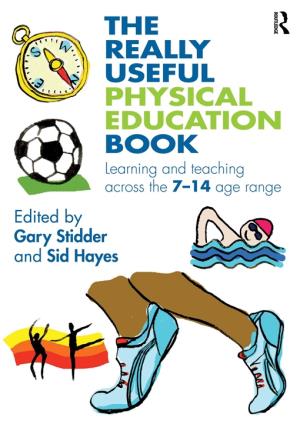 THE
REALLY
USEFUL
PHYSICAL
EDUCATION
BOOK
Learning and teaching
across the 7–14 age range
Edited by
Gary Stidder
and Sid Hayes